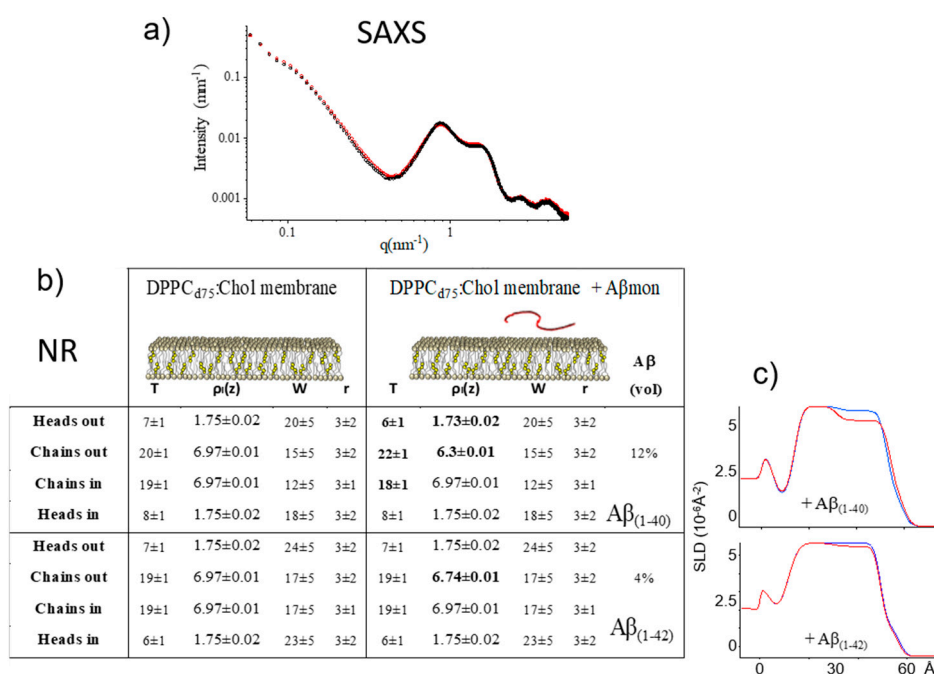 a) SAXS
Intensity (mm-1)
0.1
0.01
0.001
0.1 1
q(nm-1)
b)
NR
DPPCd75:Chol membrane DPPCd75:Chol membrane + Aβmon
Aβ
(vol)
T ρl(z) W r T ρl(z) W r
Heads out 7±1 1.75±0.02 20±5 3±2 6±1 1.73±0.02 20±5 3±2
Chains out 20±1 6.97±0.01 15±5 3±2 22±1 6.3±0.01 15±5 3±2 12%
Chains in 19±1 6.97±0.01 12±5 3±1 18±1 6.97±0.01 12±5 3±1
Heads in 8±1 1.75±0.02 18±5 3±2 8±1 1.75±0.02 18±5 3±2 Aβ(1-40)
Heads out 7±1 1.75±0.02 24±5 3±2 7±1 1.75±0.02 24±5 3±2
Chains out 19±1 6.97±0.01 17±5 3±2 19±1 6.74±0.01 17±5 3±2 4%
Chains in 19±1 6.97±0.01 17±5 3±1 19±1 6.97±0.01 17±5 3±1
Heads in 6±1 1.75±0.02 23±5 3±2 6±1 1.75±0.02 23±5 3±2 Aβ(1-42)
c)
SLD (10-6Å-2)
5
2.5
0
+ Aβ(1-40)
5
2.5
0
+ Aβ(1-42)
0 30 60 Å